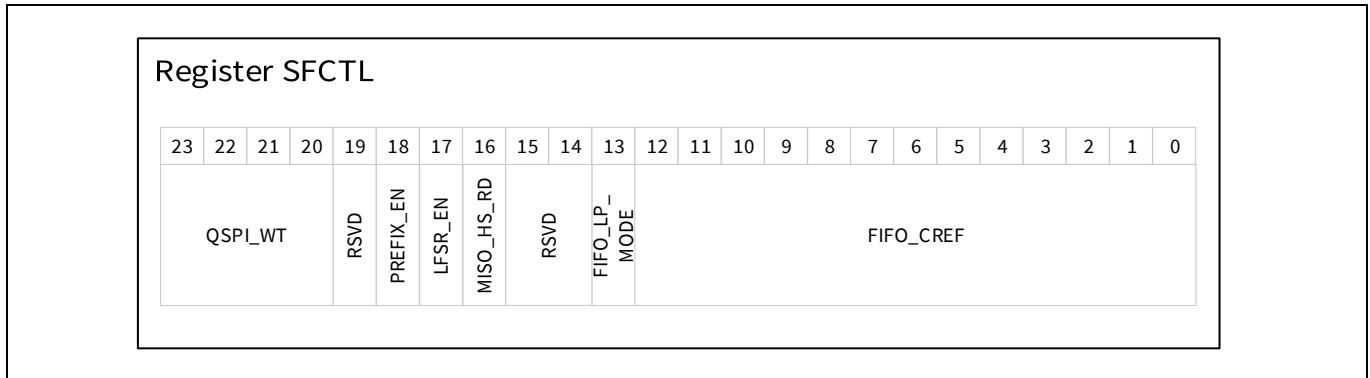 Register SFCTL
23 22 21 20 19 18 17 16 15 14 13 12 11 10 9 8 7 6 5 4 3 2 1 0
QSPI_WT
RSVD
PREFIX_EN
LFSR_EN
MISO_HS_RD
RSVD
FIFO_LP_
MODE
FIFO_CREF